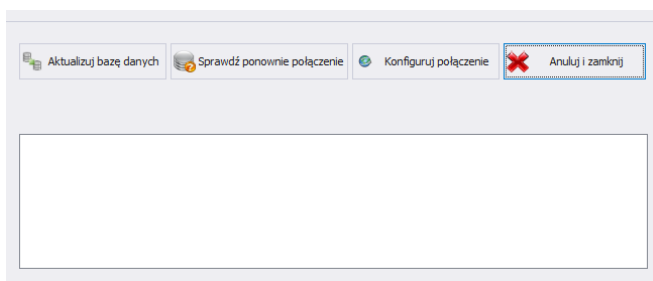 Aktualizuj bazę danych
Sprawdź ponownie połączenie
Konfiguruj połączenie
Anuluj i zamknij